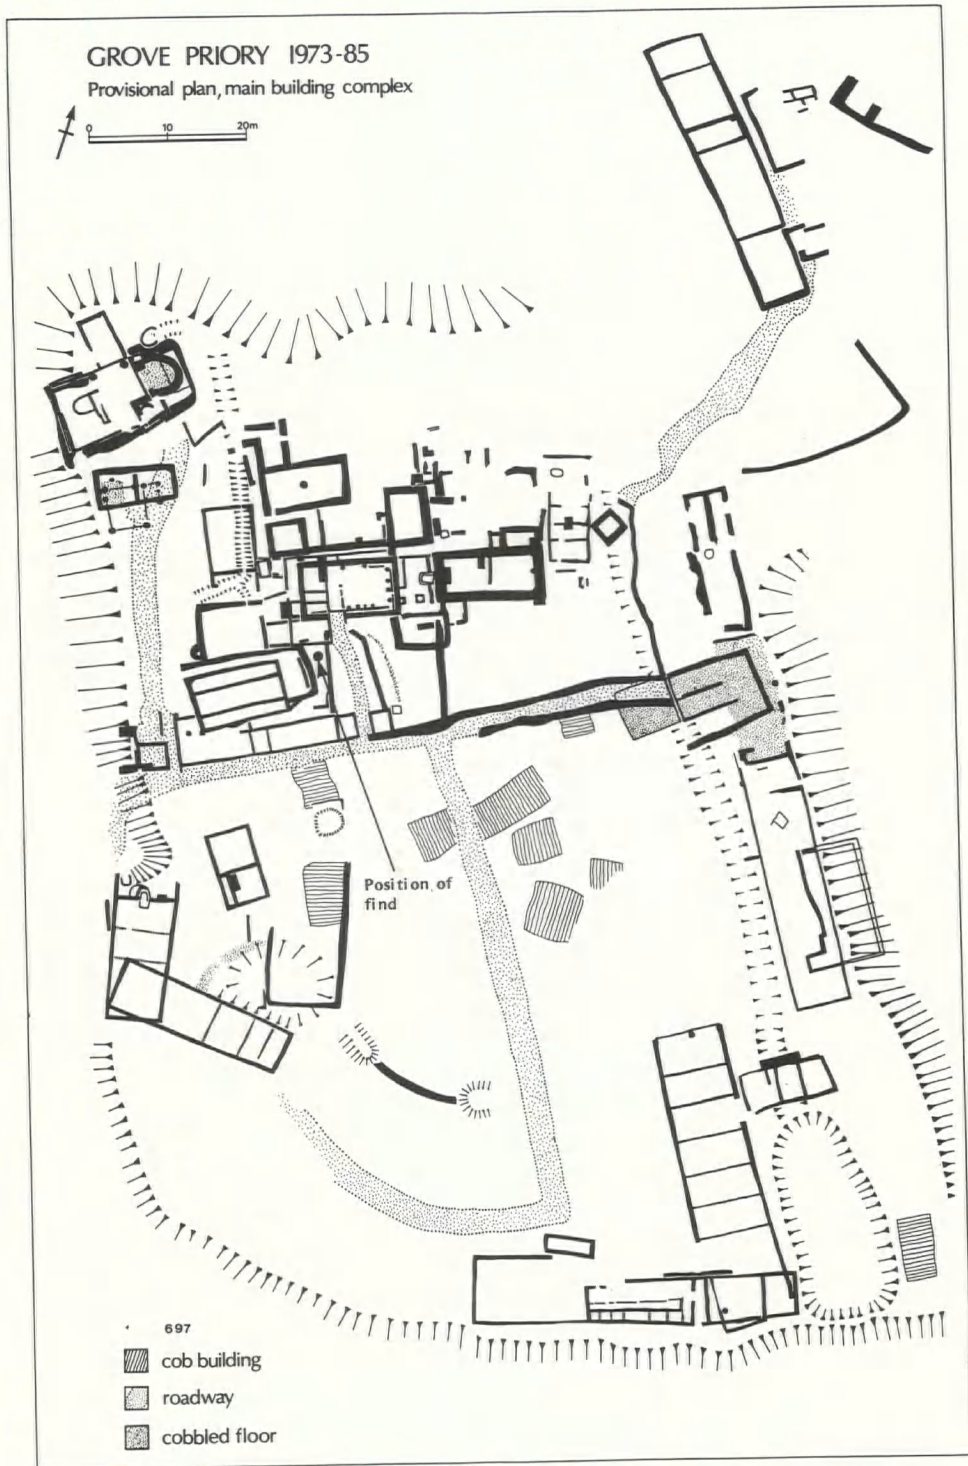 GROVE PRIORY 1973-85
Provisional plan, main building complex
0 10 20m
Position of
find
697
cob building
roadway
cobbled floor